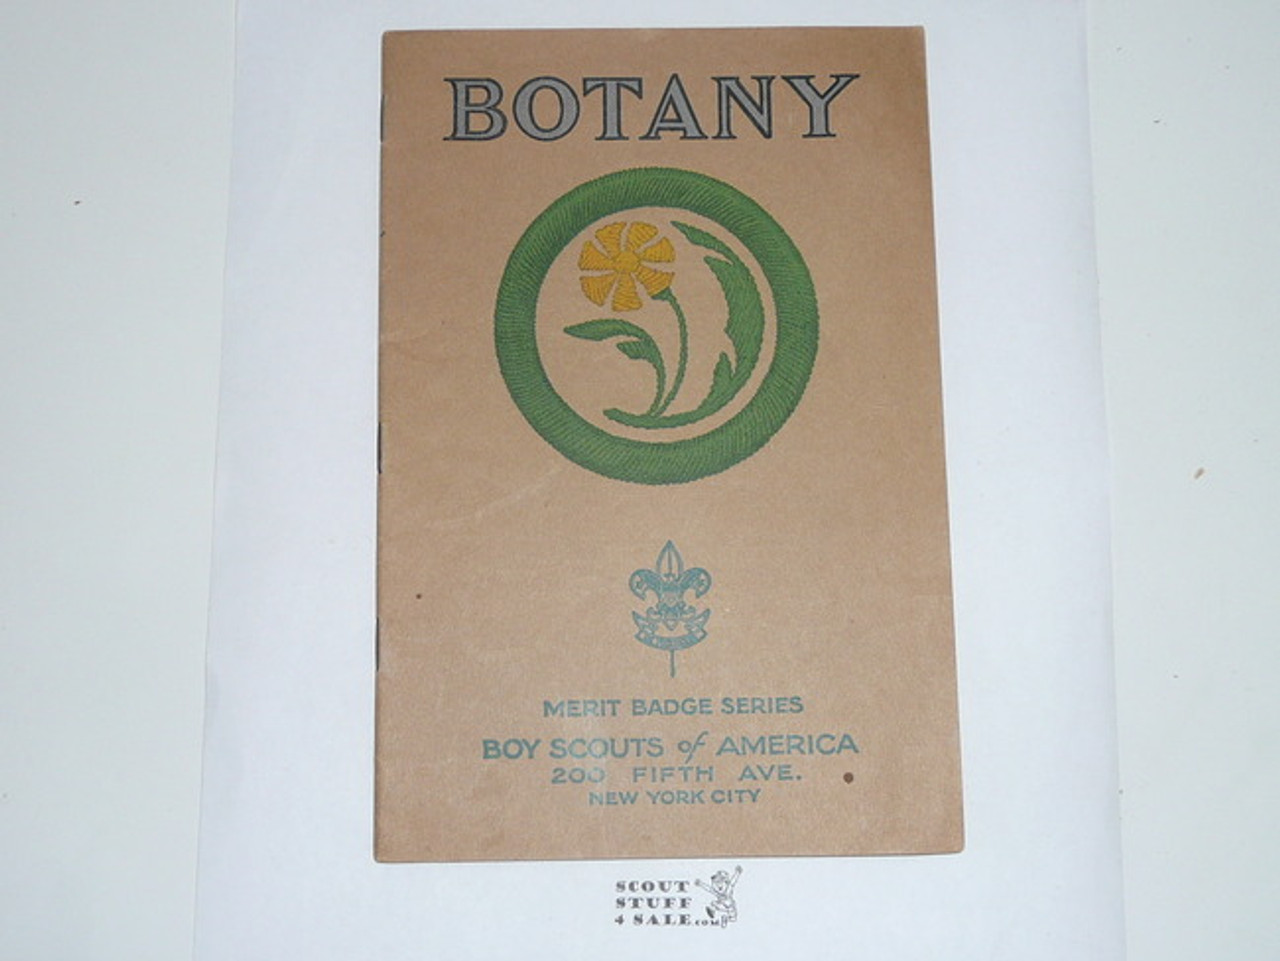 BOTANY
MERIT BADGE SERIES
BOY SCOUTS of AMERICA
200 FIFTH AVE.
NEW YORK CITY
SCOUT
STUFF
4 SALE.com